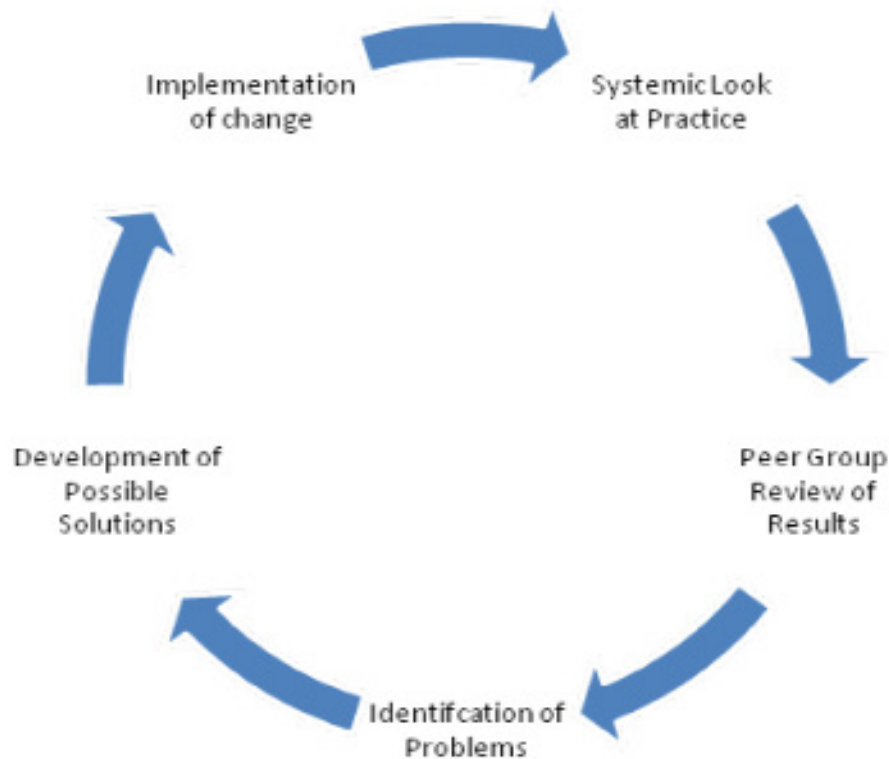 Implementation
of change
Systemic Look
at Practice
Peer Group
Review of
Results
Identifcation of
Problems
Development of
Possible
Solutions